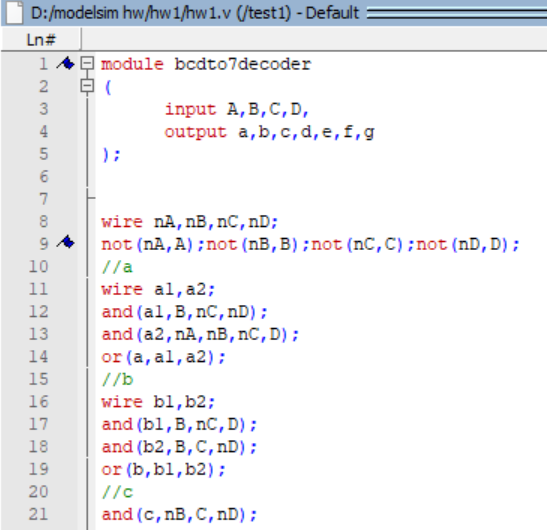 D:/modelsim hw/hw1/hw1.v (/test1) - Default
Ln#
1 module bcdto7decoder
2 (
3 input A,B,C,D,
4 output a,b,c,d,e,f,g
5 );
6
7
8 wire nA,nB,nC,nD;
9 not(nA,A);not(nB,B);not(nC,C);not(nD,D);
10 //a
11 wire a1,a2;
12 and(a1,B,nC,nD);
13 and(a2,nA,nB,nC,D);
14 or(a,a1,a2);
15 //b
16 wire b1,b2;
17 and(b1,B,nC,D);
18 and(b2,B,C,nD);
19 or(b,b1,b2);
20 //c
21 and(c,nB,C,nD);